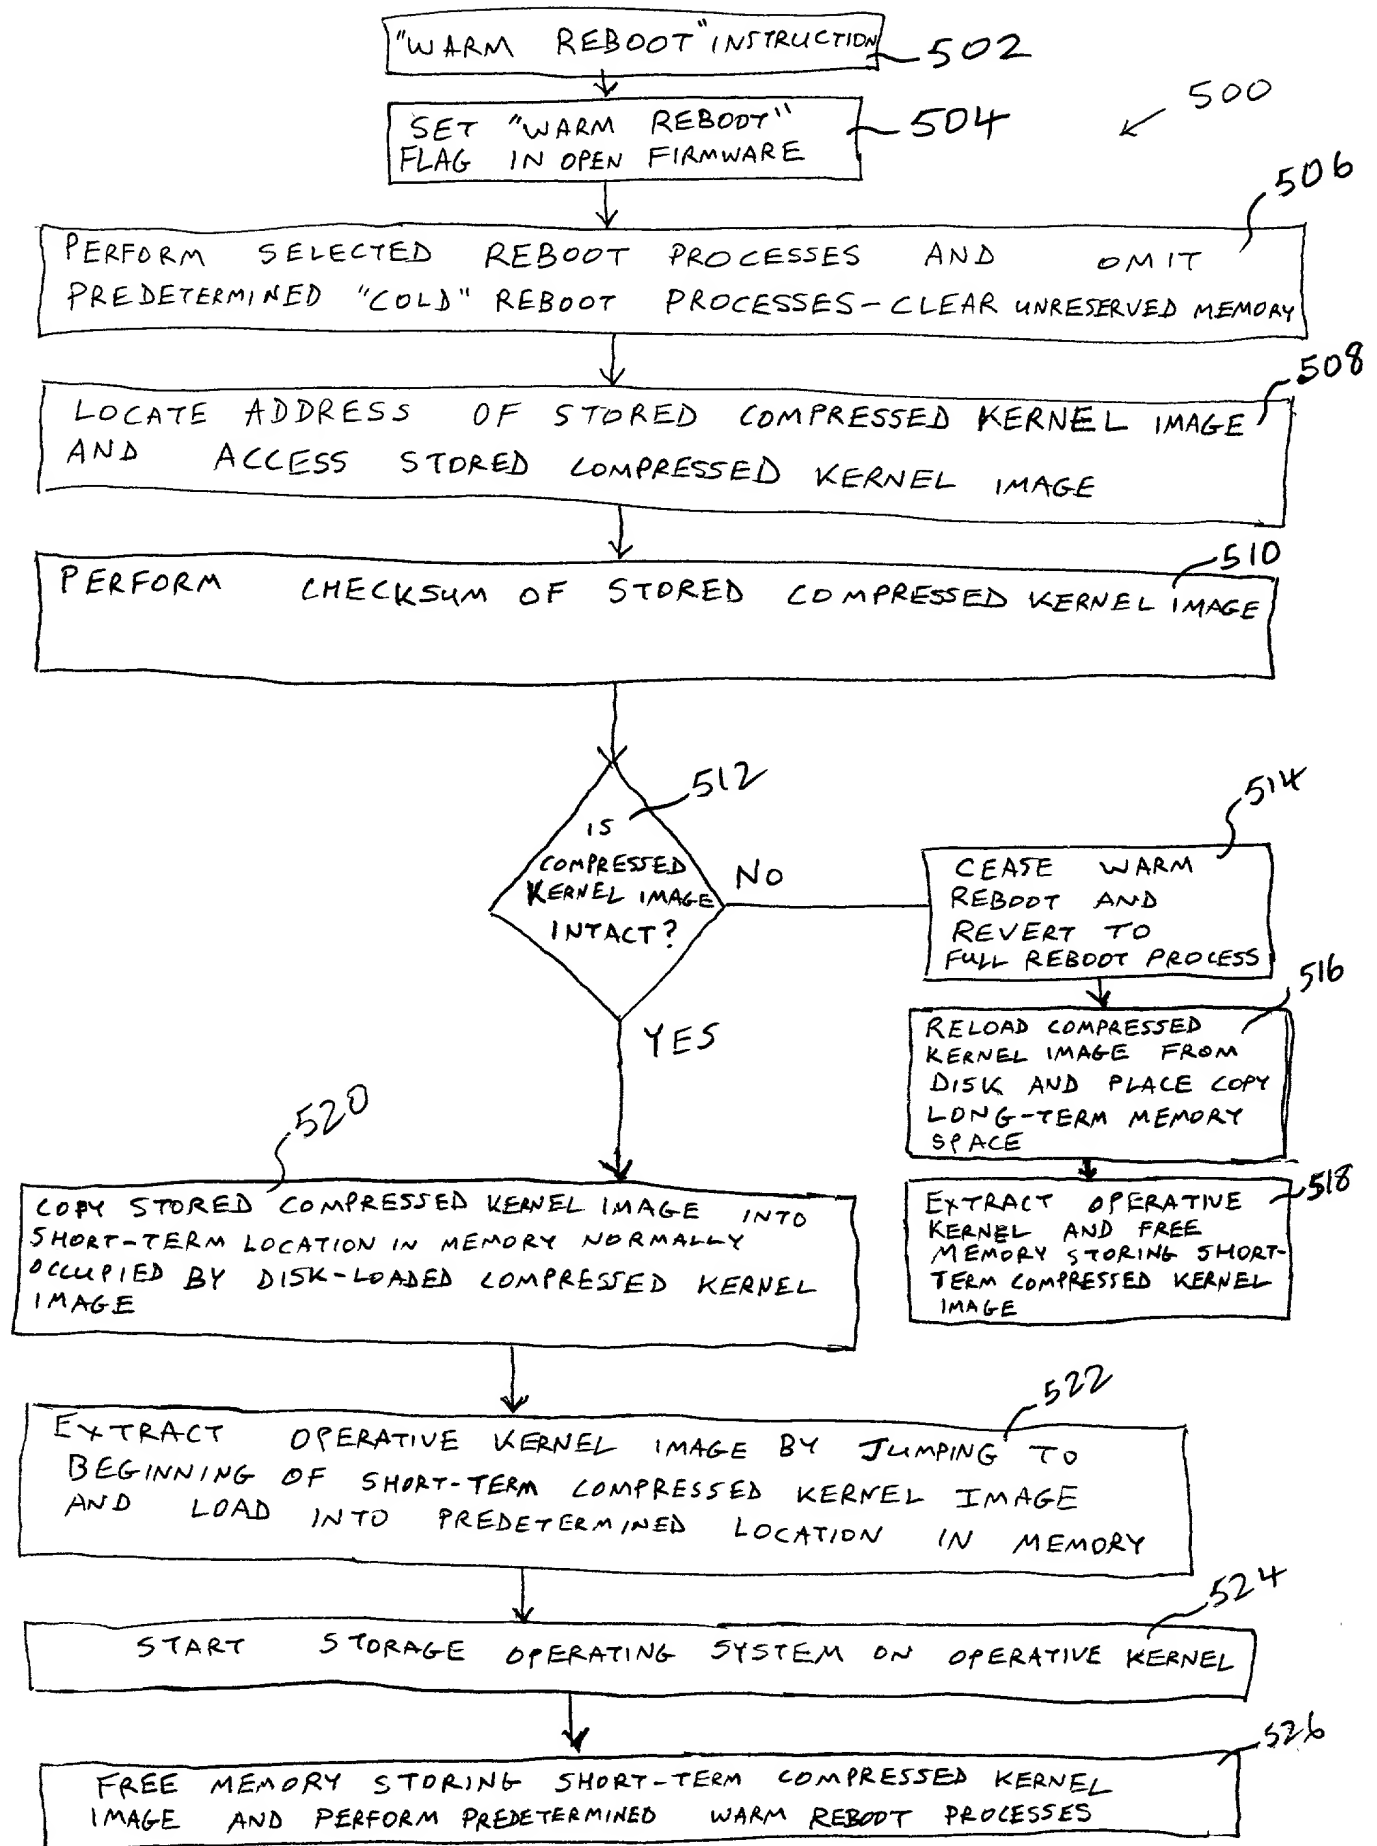 "WARM REBOOT" INSTRUCTION
502
500
SET "WARM REBOOT"
FLAG IN OPEN FIRMWARE
504
506
PERFORM SELECTED REBOOT PROCESSES AND OMIT
PREDETERMINED "COLD" REBOOT PROCESSES-CLEAR UNRESERVED MEMORY
508
LOCATE ADDRESS OF STORED COMPRESSED KERNEL IMAGE
AND ACCESS STORED COMPRESSED KERNEL IMAGE
510
PERFORM CHECKSUM OF STORED COMPRESSED KERNEL IMAGE
512
IS
COMPRESSED
KERNEL IMAGE
INTACT?
NO
514
CEASE WARM
REBOOT AND
REVERT TO
FULL REBOOT PROCESS
516
RELOAD COMPRESSED
KERNEL IMAGE FROM
DISK AND PLACE COPY
LONG-TERM MEMORY
SPACE
518
EXTRACT OPERATIVE
KERNEL AND FREE
MEMORY STORING SHORT-
TERM COMPRESSED KERNEL
IMAGE
YES
520
COPY STORED COMPRESSED KERNEL IMAGE INTO
SHORT-TERM LOCATION IN MEMORY NORMALLY
OCCUPIED BY DISK-LOADED COMPRESSED KERNEL
IMAGE
522
EXTRACT OPERATIVE KERNEL IMAGE BY JUMPING TO
BEGINNING OF SHORT-TERM COMPRESSED KERNEL IMAGE
AND LOAD INTO PREDETERMINED LOCATION IN MEMORY
524
START STORAGE OPERATING SYSTEM ON OPERATIVE KERNEL
526
FREE MEMORY STORING SHORT-TERM COMPRESSED KERNEL
IMAGE AND PERFORM PREDETERMINED WARM REBOOT PROCESSES